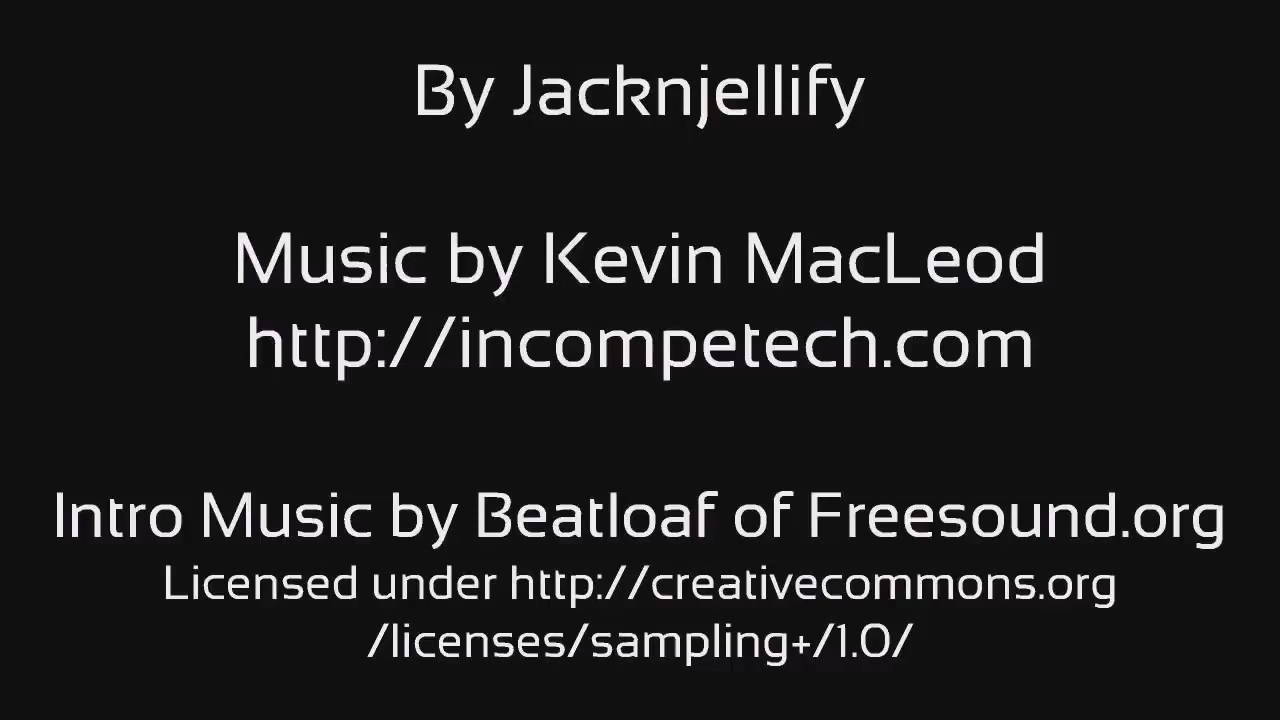 By Jacknjellify
Music by Kevin MacLeod
http://incompetech.com
Intro Music by Beatloaf of Freesound.org
Licensed under http://creativecommons.org
/licenses/sampling+/1.0/